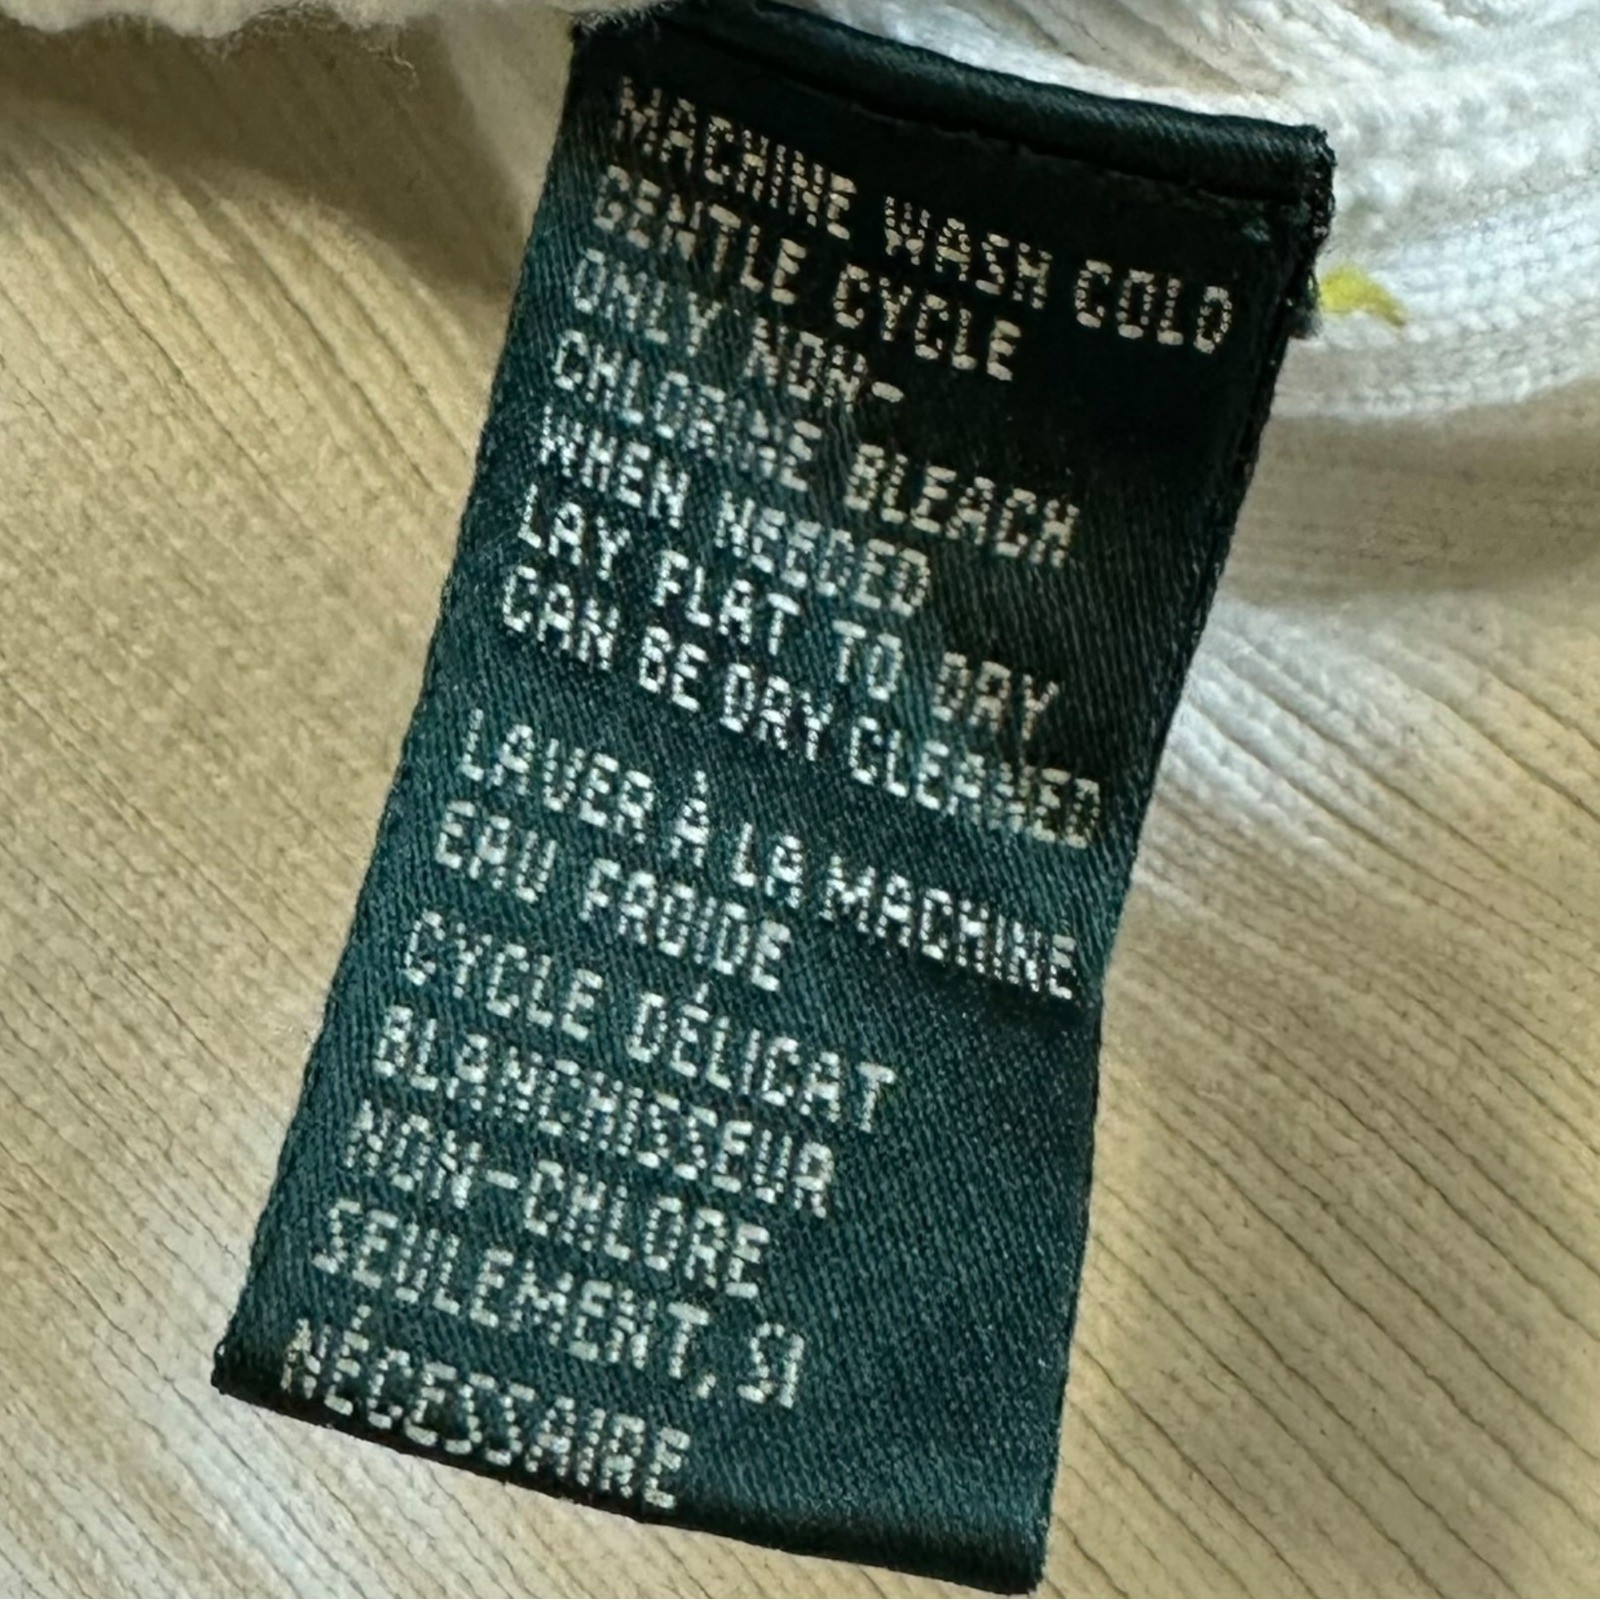 MACHINE WASH COLD
GENTLE CYCLE
ONLY NON-
CHLORINE BLEACH
WHEN NEEDED
LAY FLAT TO DRY
CAN BE DRY CLEANED
LAVER À LA MACHINE
EAU FROIDE
CYCLE DÉLICAT
BLANCHISSEUR
NON-CHLORE
SEULEMENT, SI
NÉCESSAIRE